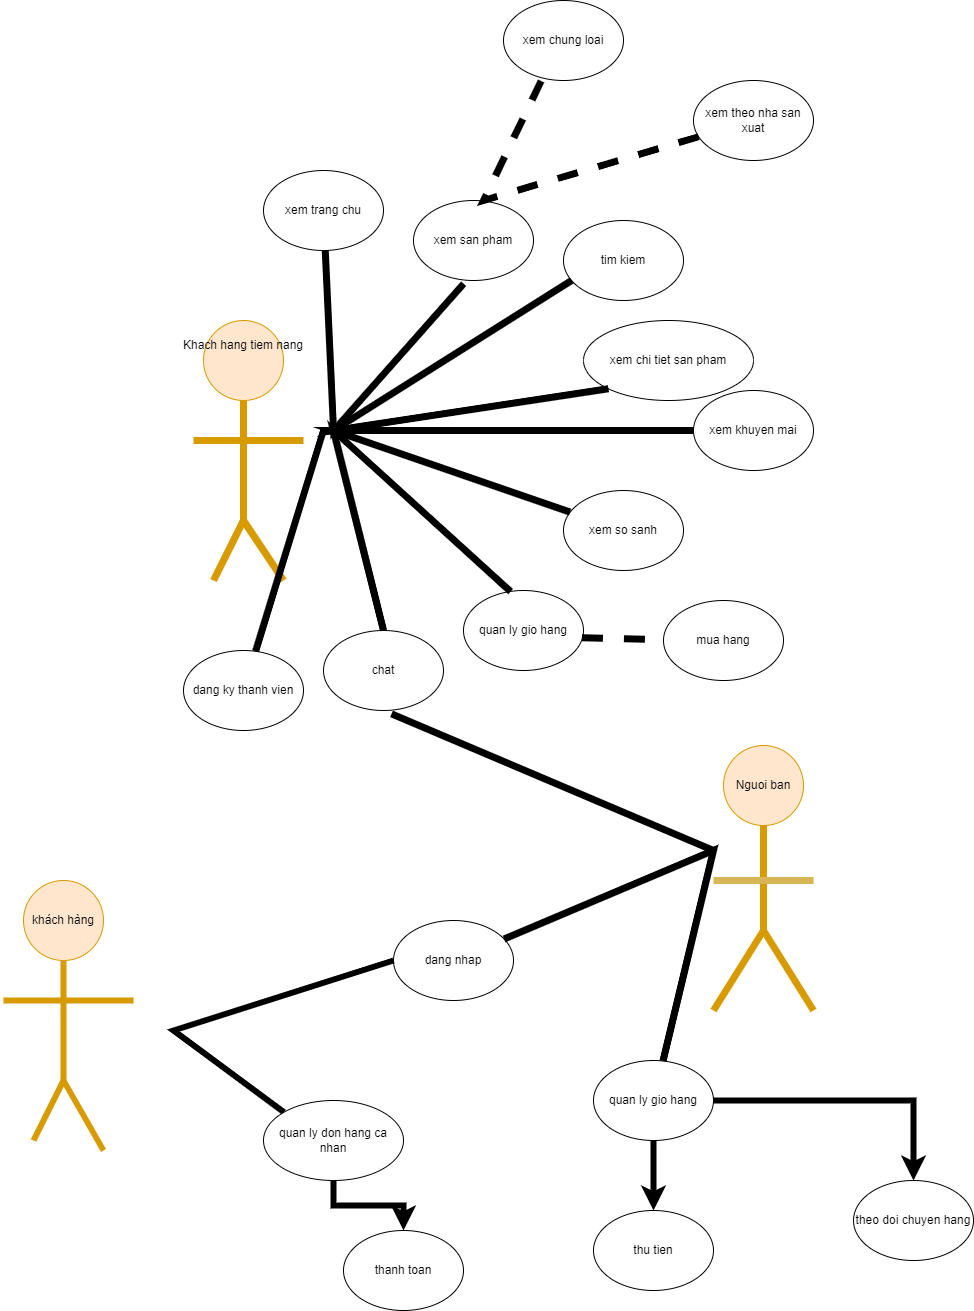 xem chung loai
xem theo nha san
xuat
xem trang chu
xem san pham
tim kiem
Khach hang tiem nang
xem chi tiet san pham
xem khuyen mai
xem so sanh
quan ly gio hang
mua hang
chat
dang ky thanh vien
Nguoi ban
khách hàng
dang nhap
quan ly gio hang
quan ly don hang ca
nhan
theo doi chuyen hang
thu tien
thanh toan